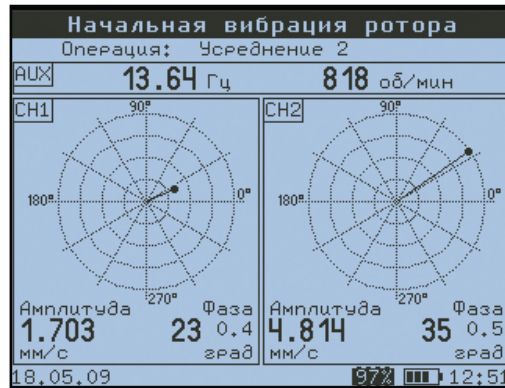 Начальная вибрация ротора
Операция: Усреднение 2
AUX 13.64 Гц 818 об/мин
CH1 90° CH2 90°
180° 0° 180° 0°
270° 270°
Амплитуда Фаза Амплитуда Фаза
1.703 23 0.4 4.814 35 0.5
мм/с град мм/с град
18.05.09 97% 12:51